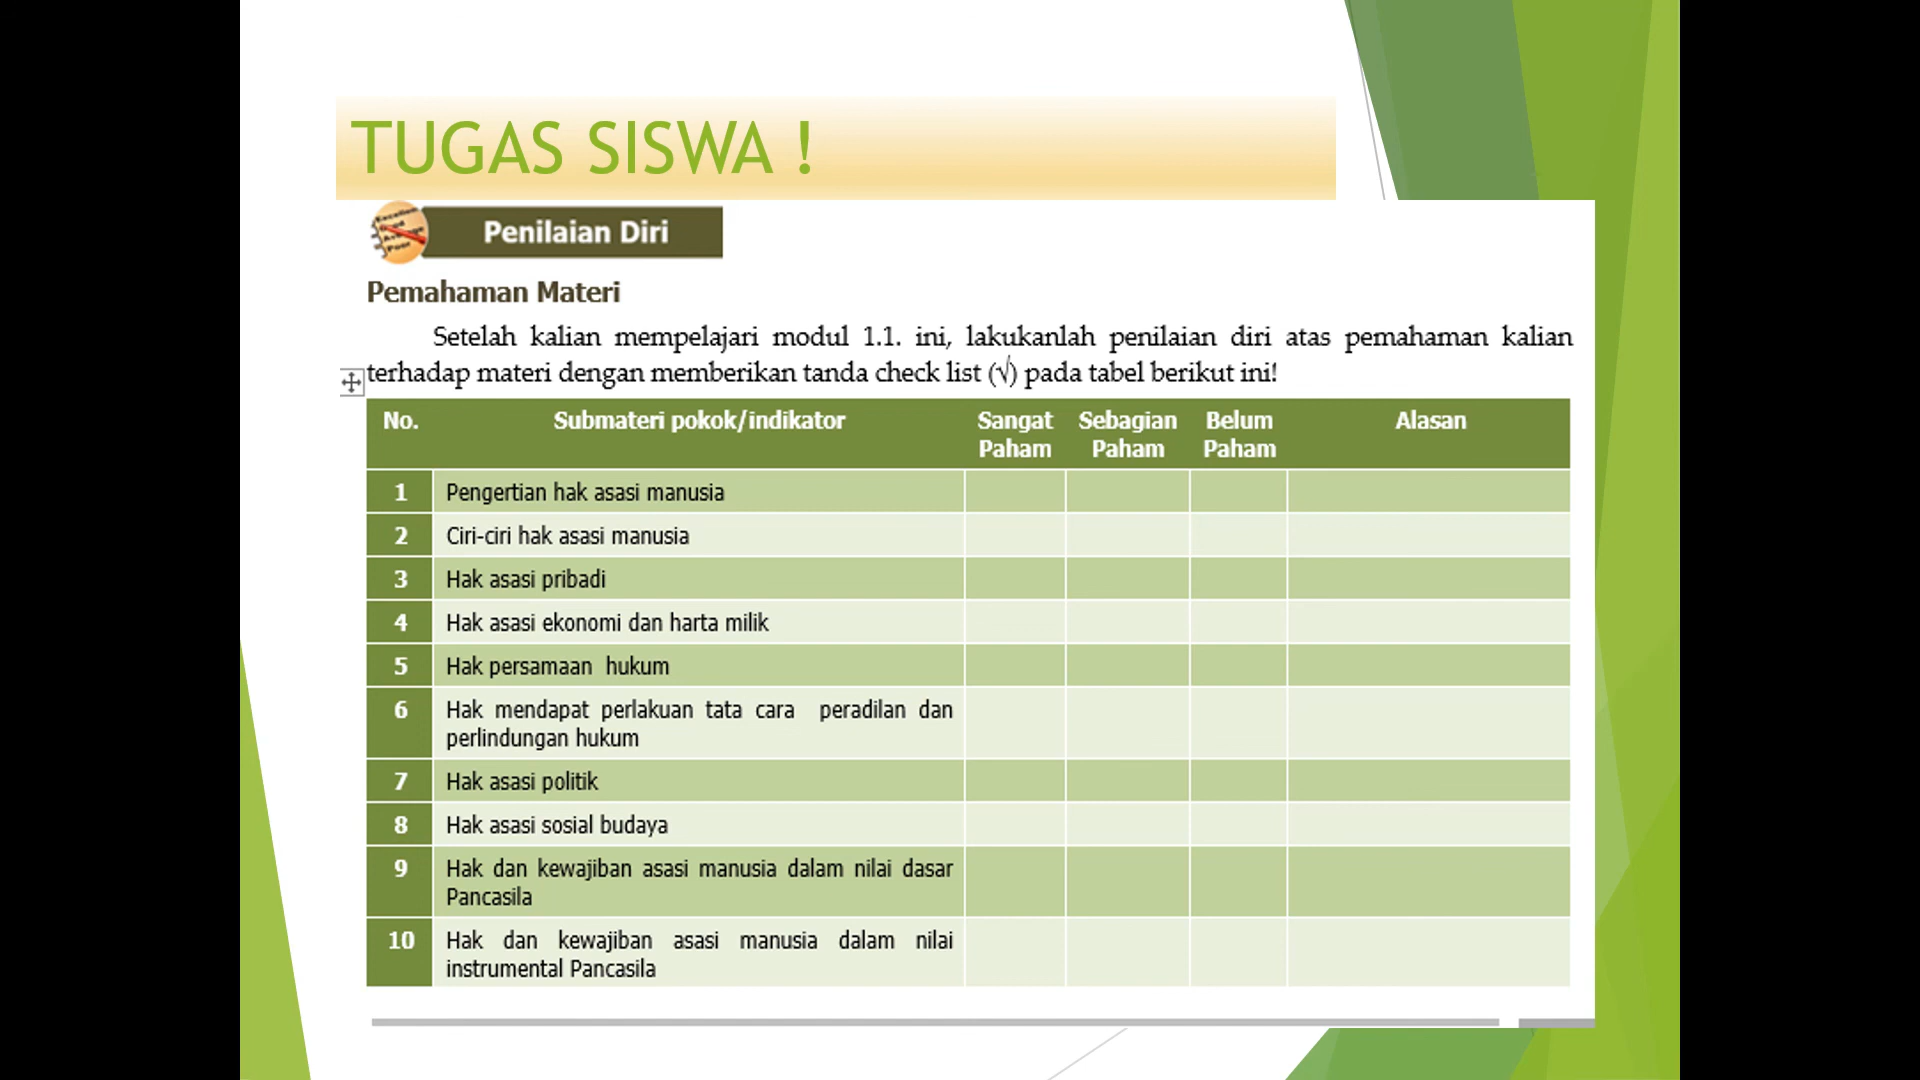 TUGAS SISWA !
Excellent
Good
Average
Poor
Penilaian Diri
Pemahaman Materi
Setelah kalian mempelajari modul 1.1. ini, lakukanlah penilaian diri atas pemahaman kalian
terhadap materi dengan memberikan tanda check list (√) pada tabel berikut ini!
No. Submateri pokok/indikator Sangat Paham Sebagian Paham Belum Paham Alasan
1 Pengertian hak asasi manusia
2 Ciri-ciri hak asasi manusia
3 Hak asasi pribadi
4 Hak asasi ekonomi dan harta milik
5 Hak persamaan hukum
6 Hak mendapat perlakuan tata cara peradilan dan
perlindungan hukum
7 Hak asasi politik
8 Hak asasi sosial budaya
9 Hak dan kewajiban asasi manusia dalam nilai dasar
Pancasila
10 Hak dan kewajiban asasi manusia dalam nilai
instrumental Pancasila